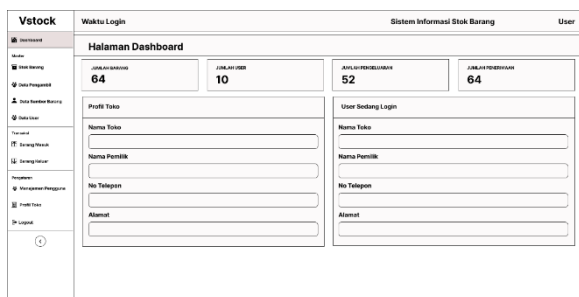 Vstock
Waktu Login
Sistem Informasi Stok Barang
User
Dashboard
Halaman Dashboard
Master
Stok Barang
Data Pengambil
Data Sumber Barang
Data User
Transaksi
Barang Masuk
Barang Keluar
Pengaturan
Manajemen Pengguna
Profil Toko
Logout
JUMLAH BARANG
64
JUMLAH USER
10
JUMLAH PENGELUARAN
52
JUMLAH PENERIMAAN
64
Profil Toko
Nama Toko
Nama Pemilik
No Telepon
Alamat
User Sedang Login
Nama Toko
Nama Pemilik
No Telepon
Alamat